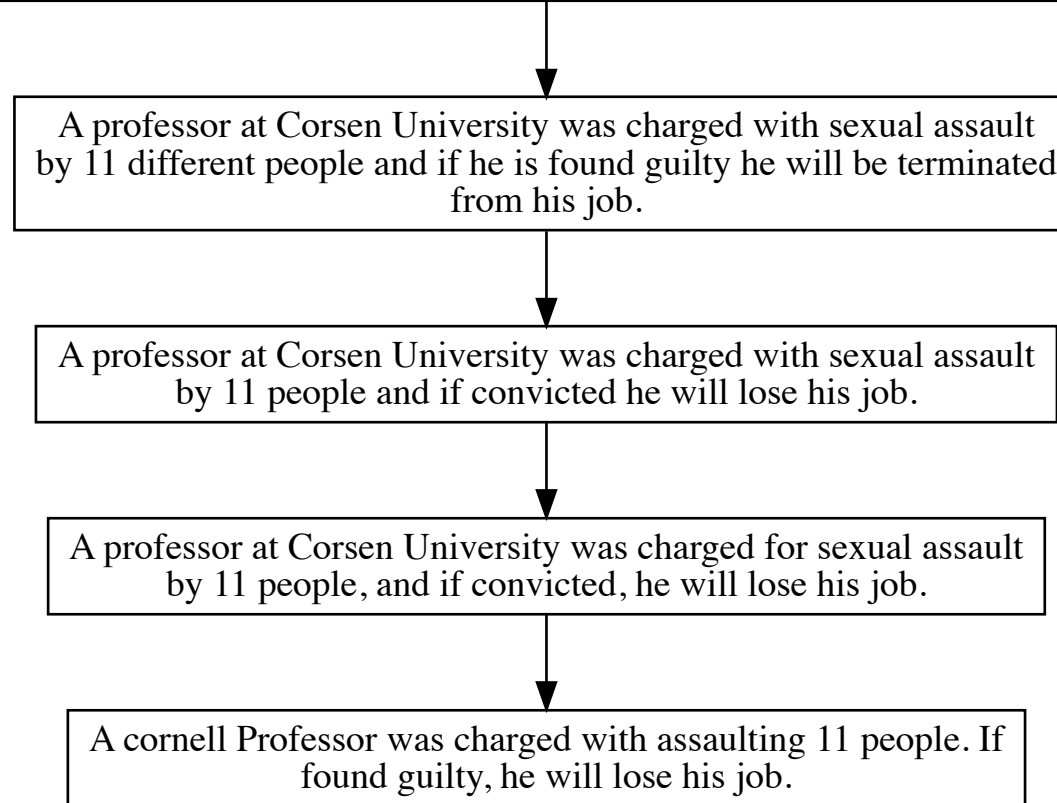 A professor at Corsen University was charged with sexual assault
by 11 different people and if he is found guilty he will be terminated
from his job.
A professor at Corsen University was charged with sexual assault
by 11 people and if convicted he will lose his job.
A professor at Corsen University was charged for sexual assault
by 11 people, and if convicted, he will lose his job.
A cornell Professor was charged with assaulting 11 people. If
found guilty, he will lose his job.